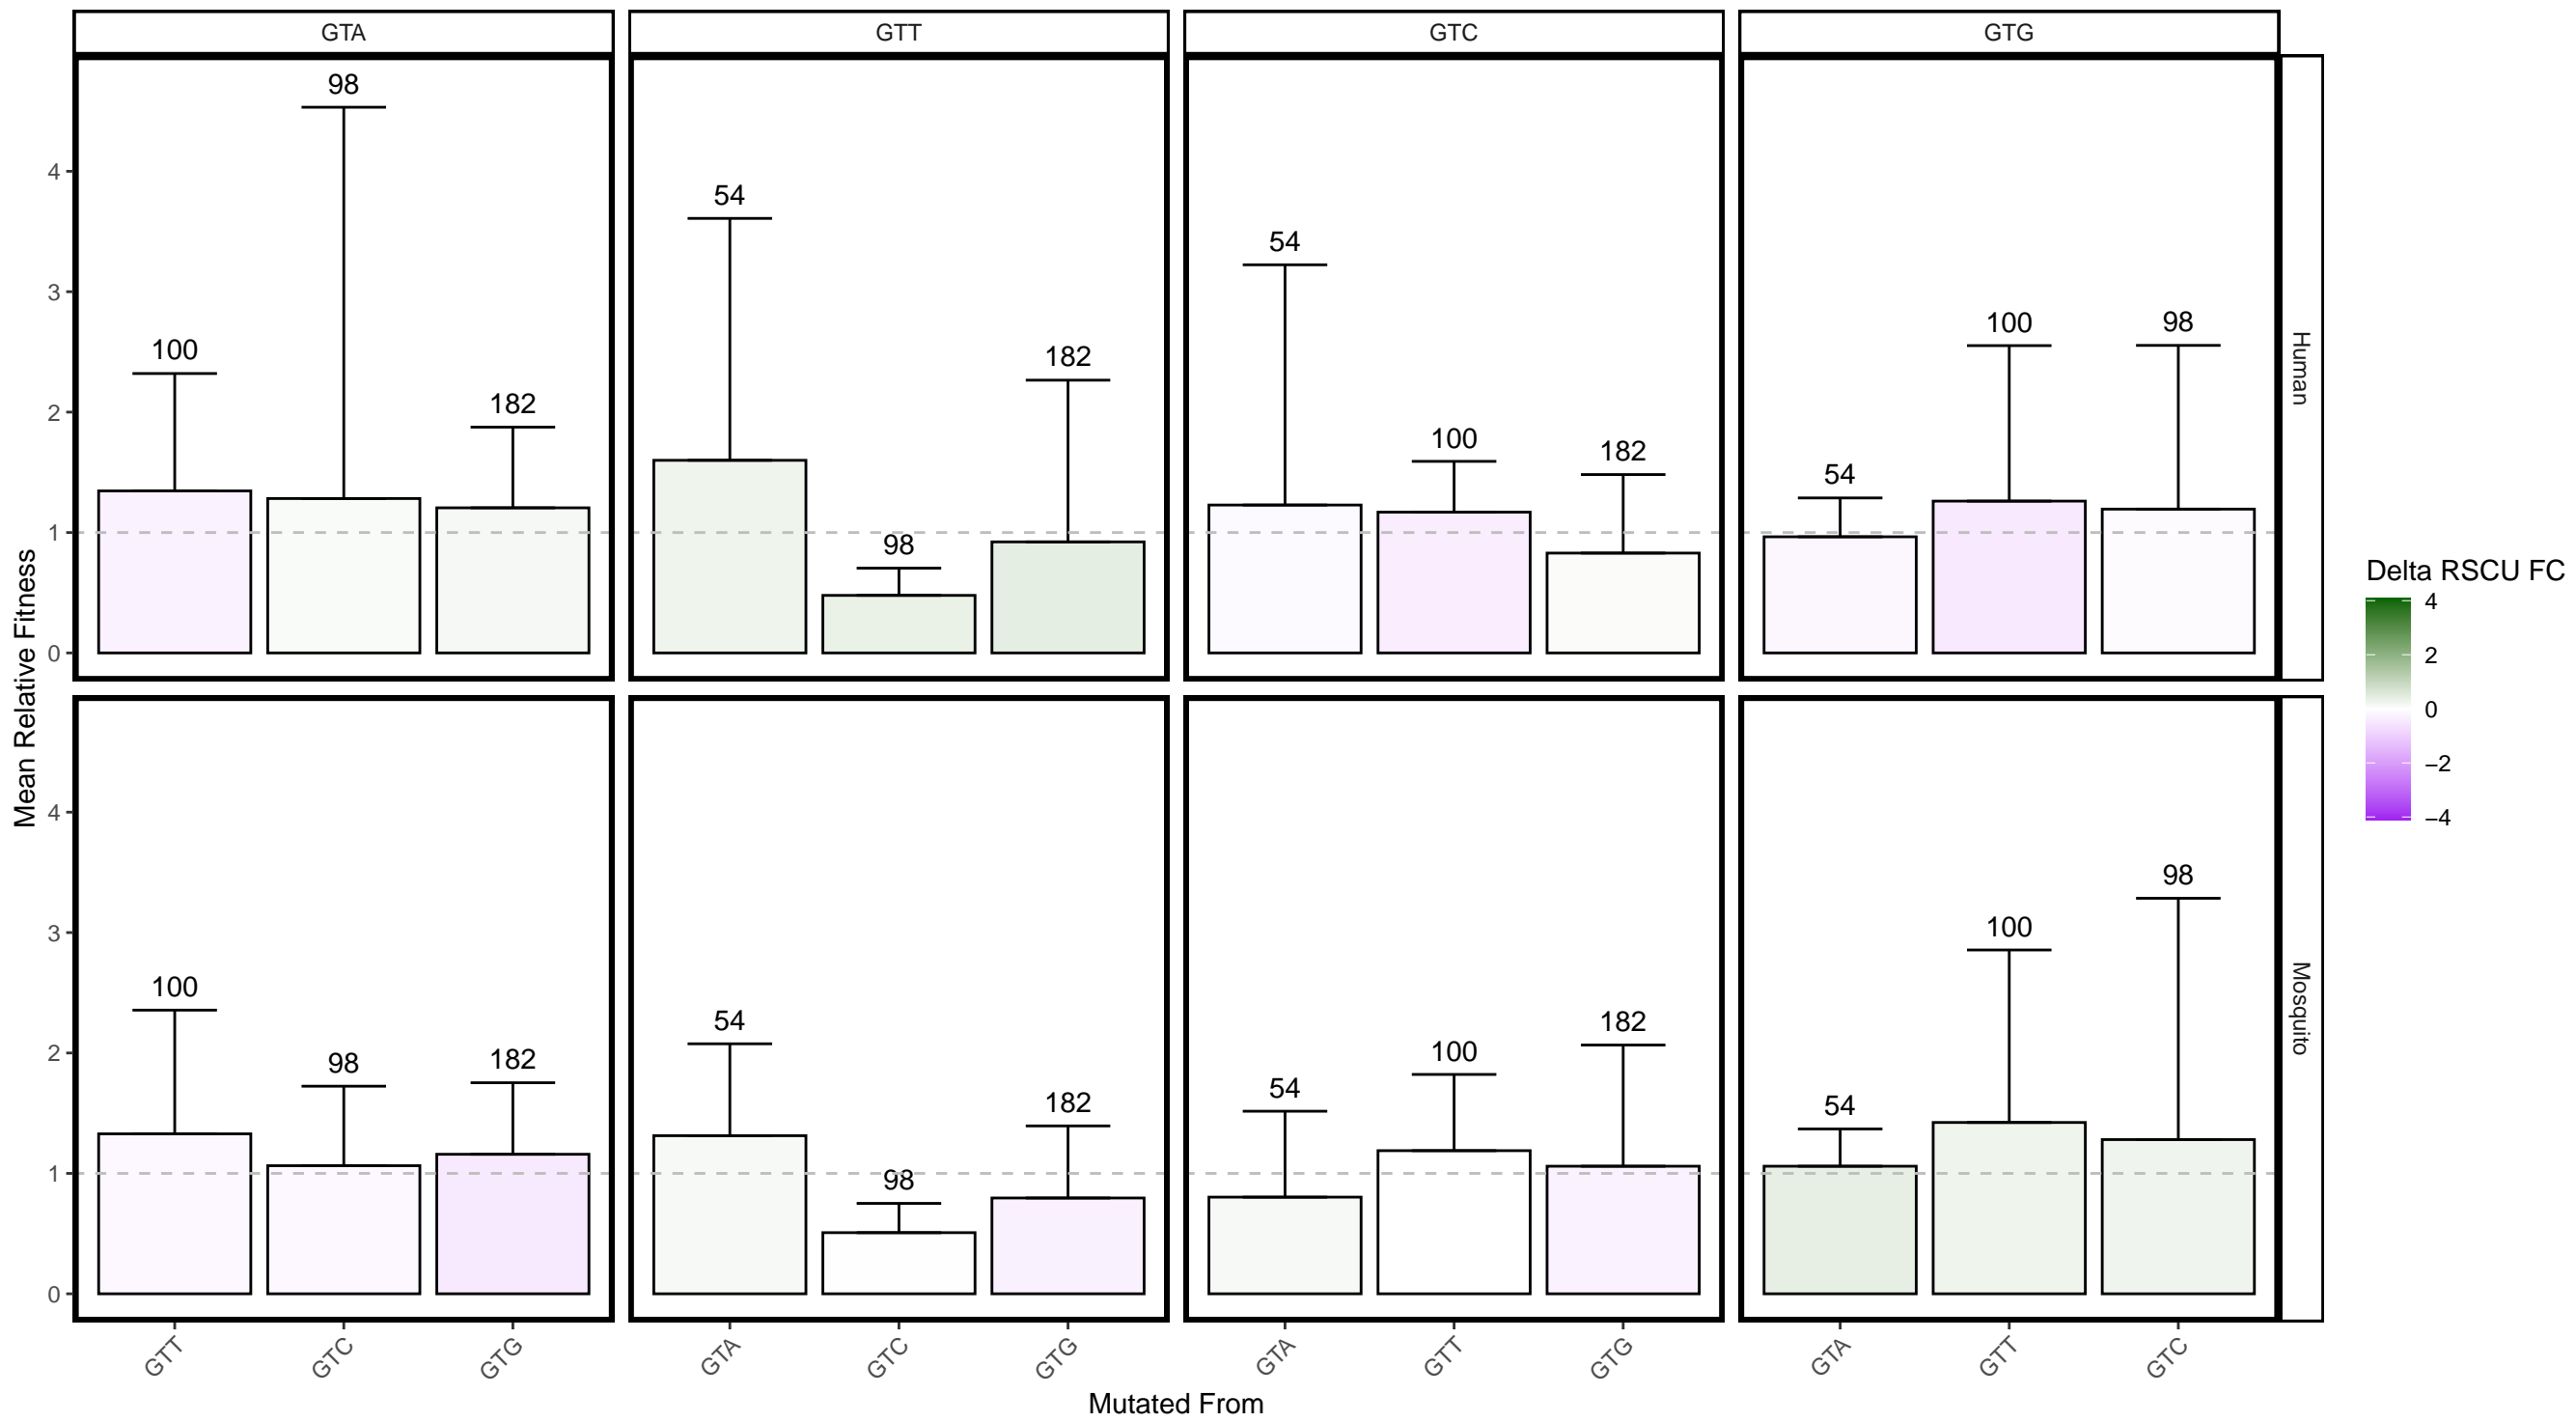 GTA GTT GTC GTG
Mean Relative Fitness
4
3
2
1
0
100 98 182
54 98 182
54 100 182
54 100 98
Human
4
3
2
1
0
100 98 182
54 98 182
54 100 182
54 100 98
Mosquito
GTT GTC GTG
GTA GTC GTG
GTA GTT GTG
GTA GTT GTC
Mutated From
Delta RSCU FC
4
2
0
−2
−4